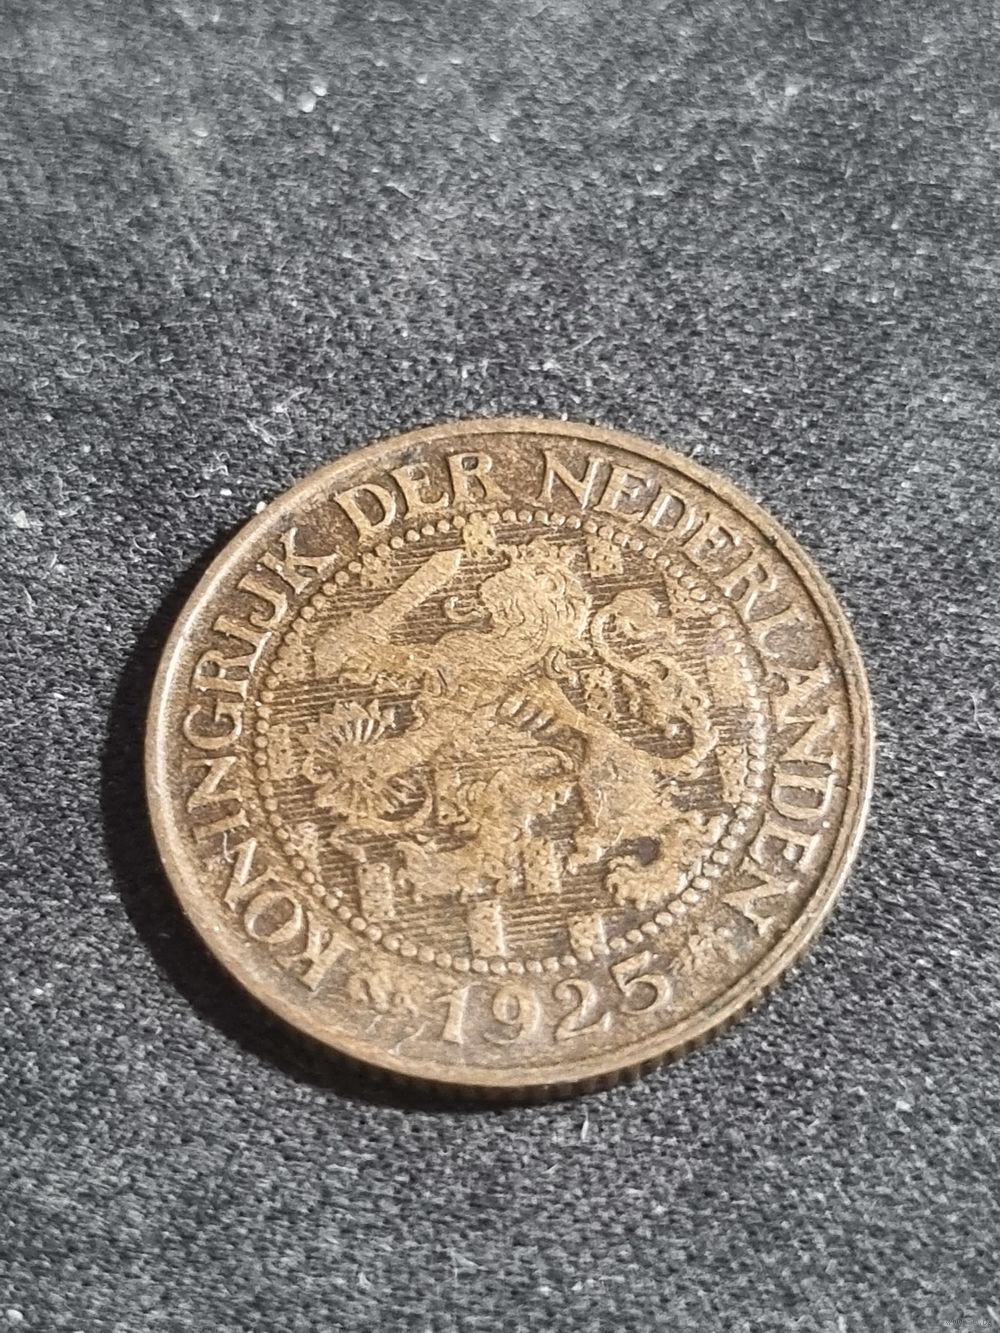 KONINGRIJK DER NEDERLANDEN
1925